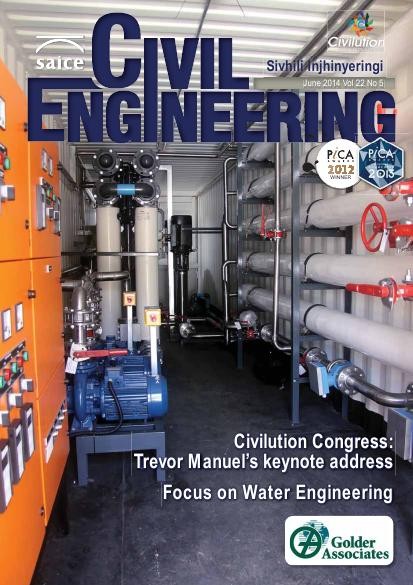 Civilution
saice
CIVIL
ENGINEERING
Sivhili Injhinyeringi
June 2014 Vol 22 No 5
PICA
2012
WINNER
PICA
2013
Civilution Congress:
Trevor Manuel's keynote address
Focus on Water Engineering
Golder
Associates